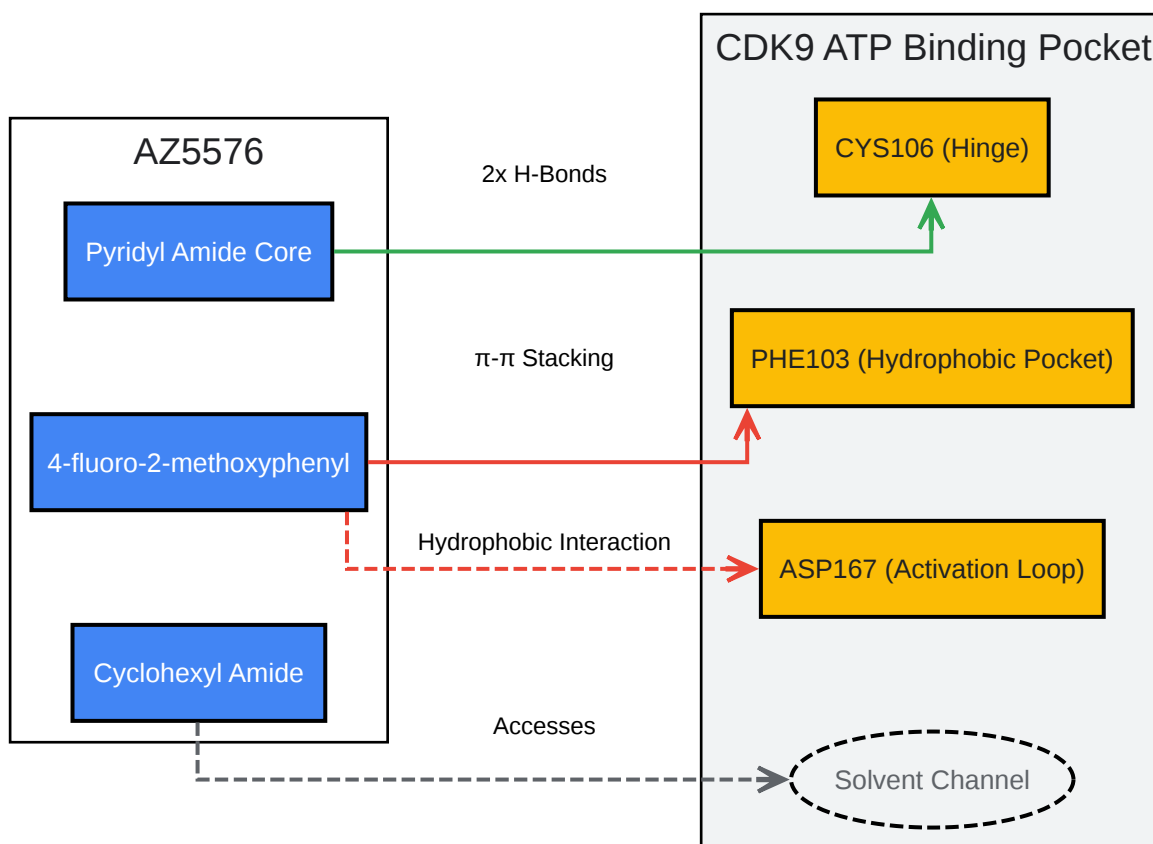 CDK9 ATP Binding Pocket
AZ5576
CYS106 (Hinge)
2x H-Bonds
Pyridyl Amide Core
π-π Stacking
PHE103 (Hydrophobic Pocket)
4-fluoro-2-methoxyphenyl
Hydrophobic Interaction
ASP167 (Activation Loop)
Cyclohexyl Amide
Accesses
Solvent Channel